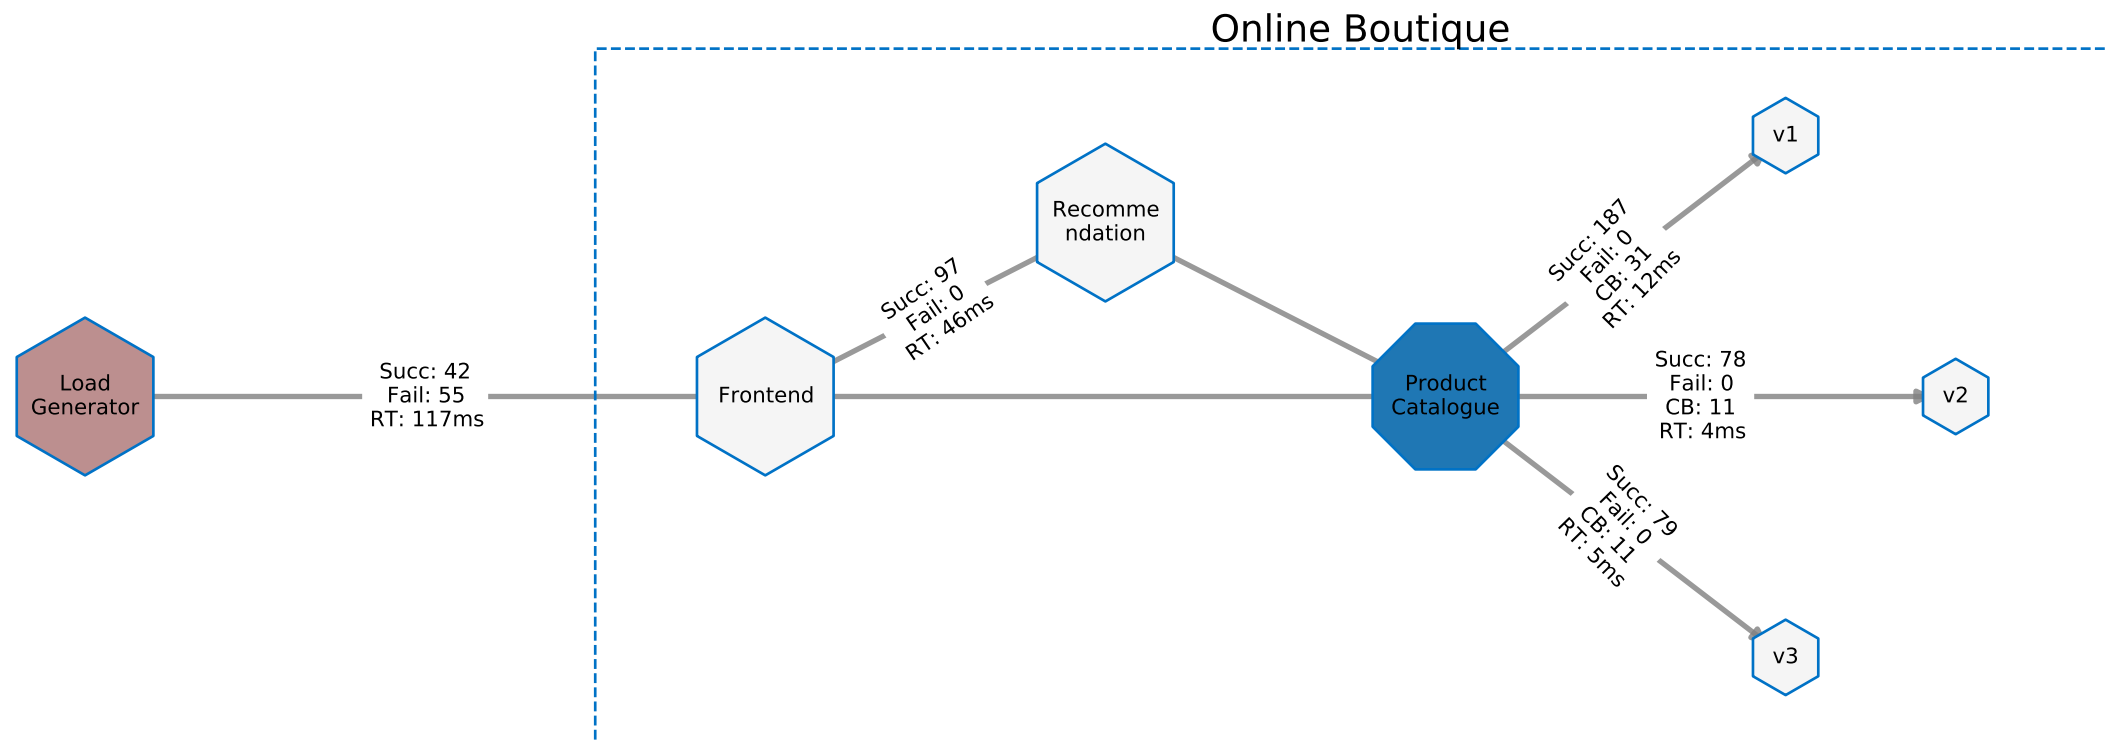 Online Boutique
Load
Generator
Succ: 42
Fail: 55
RT: 117ms
Frontend
Succ: 97
Fail: 0
RT: 46ms
Recomme
ndation
Product
Catalogue
Succ: 187
Fail: 0
CB: 31
RT: 12ms
v1
Succ: 78
Fail: 0
CB: 11
RT: 4ms
v2
Succ: 79
Fail: 0
CB: 11
RT: 5ms
v3